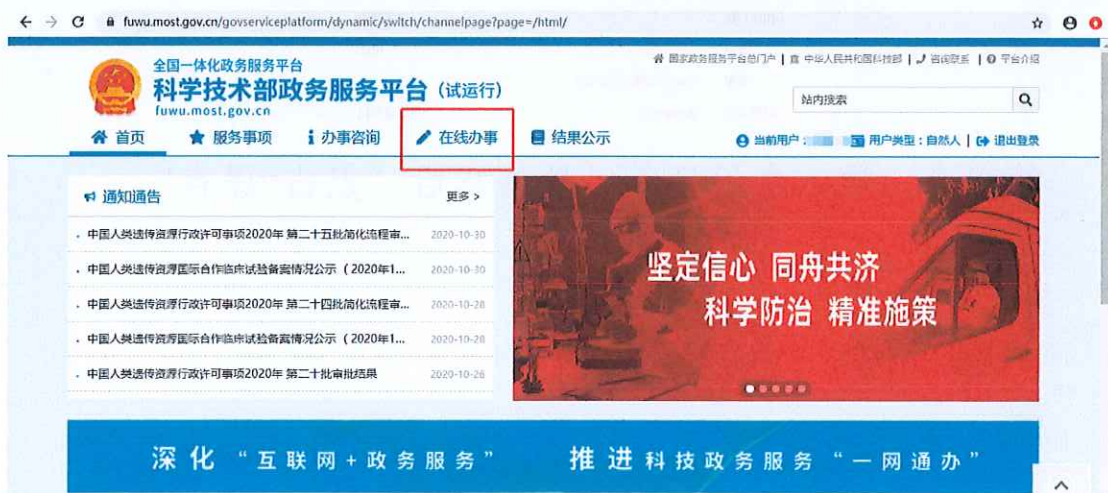 fuwu.most.gov.cn/govserviceplatform/dynamic/switch/channelpage?page=/html/
国家政务服务平台总门户 | 中华人民共和国科技部 | 咨询联系 | 平台介绍
全国一体化政务服务平台
科学技术部政务服务平台（试运行）
fuwu.most.gov.cn
站内搜索
首页 服务事项 办事咨询 在线办事 结果公示
当前用户： 用户类型：自然人 | 退出登录
通知通告 更多 >
中国人类遗传资源行政许可事项2020年 第二十五批简化流程审... 2020-10-30
中国人类遗传资源国际合作临床试验备案情况公示（2020年1... 2020-10-30
中国人类遗传资源行政许可事项2020年 第二十四批简化流程审... 2020-10-28
中国人类遗传资源国际合作临床试验备案情况公示（2020年1... 2020-10-28
中国人类遗传资源行政许可事项2020年 第二十批审批结果 2020-10-26
坚定信心 同舟共济
科学防治 精准施策
深化“互联网+政务服务” 推进科技政务服务“一网通办”